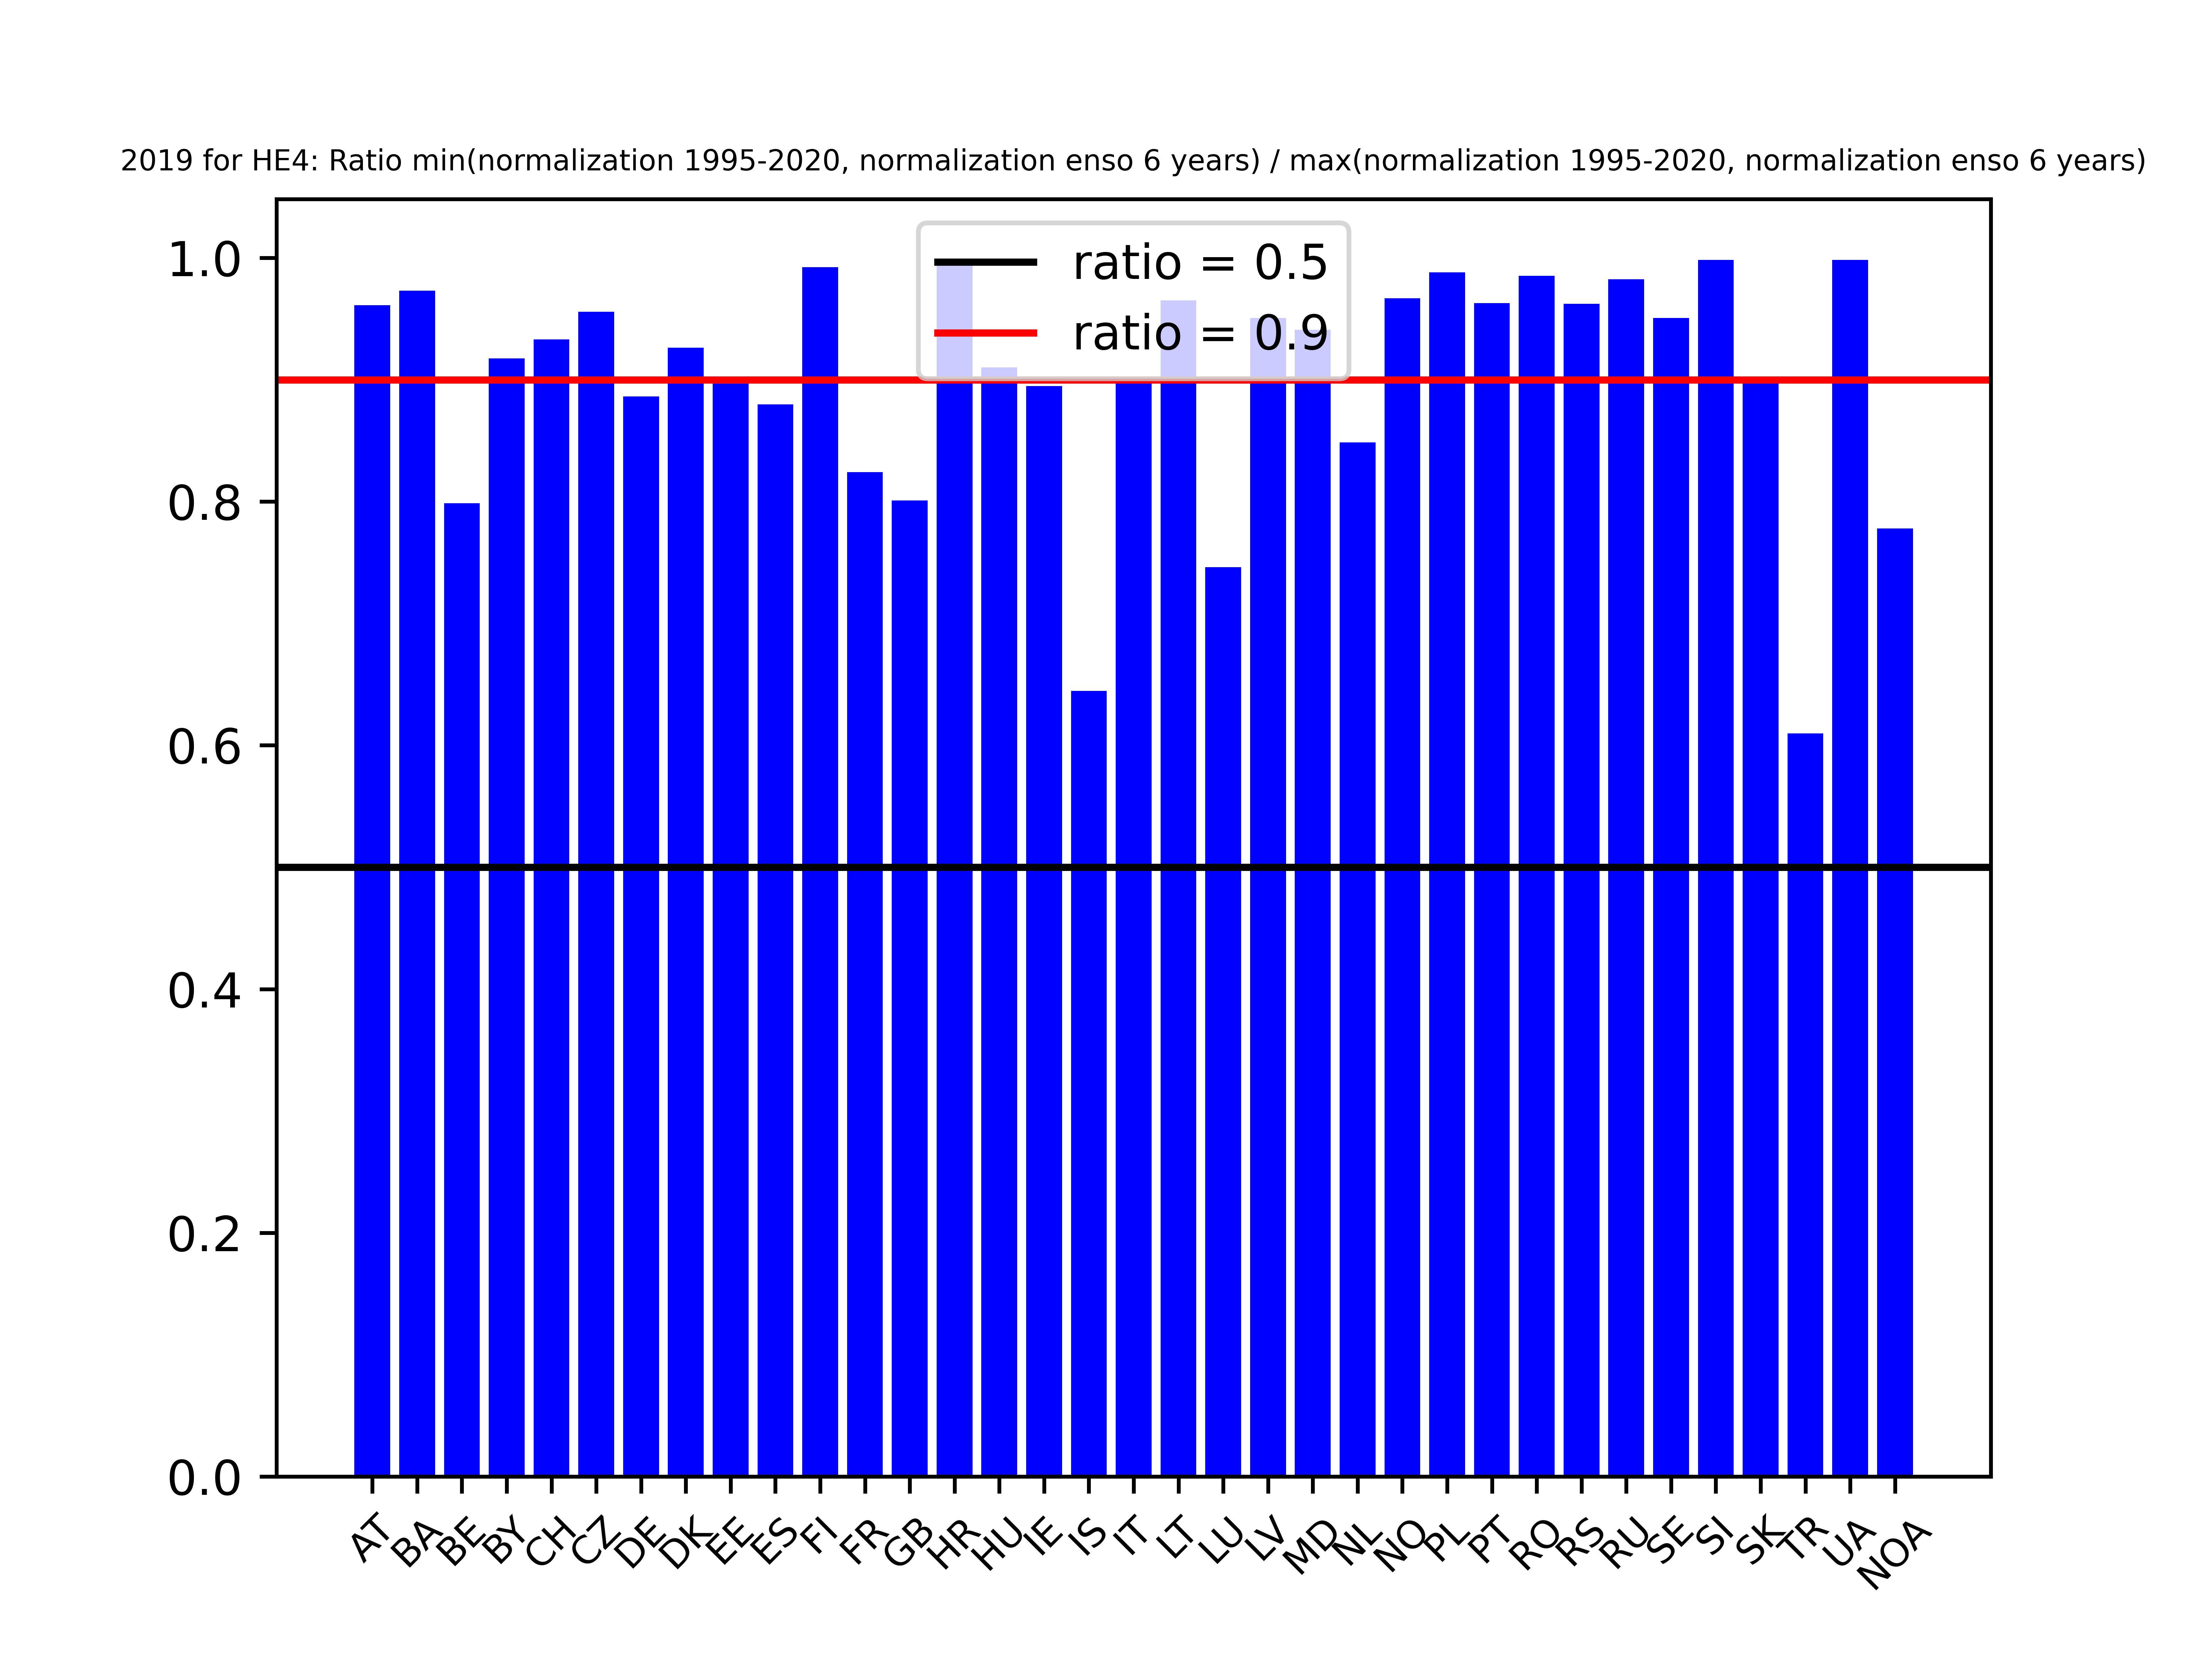 2019 for HE4: Ratio min(normalization 1995-2020, normalization enso 6 years) / max(normalization 1995-2020, normalization enso 6 years)
ratio = 0.5
ratio = 0.9
1.0
0.8
0.6
0.4
0.2
0.0
AT BA BE BY CH CZ DE DK EE ES FI FR GB HR HU IE IS IT LT LU LV MD NL NO PL PT RO RS RU SE SI SK TR UA NOA